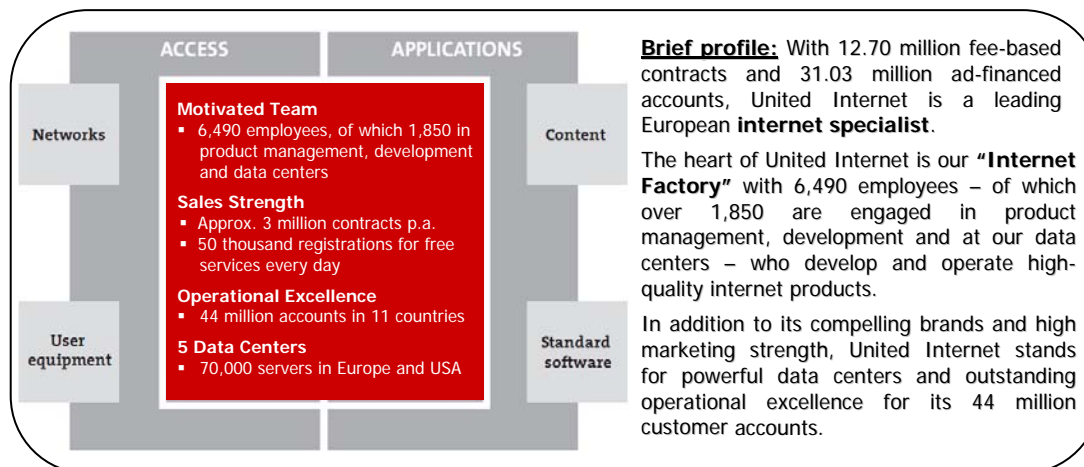 ACCESS
APPLICATIONS
Networks
User
equipment
Motivated Team
▪ 6,490 employees, of which 1,850 in
product management, development
and data centers
Sales Strength
▪ Approx. 3 million contracts p.a.
▪ 50 thousand registrations for free
services every day
Operational Excellence
▪ 44 million accounts in 11 countries
5 Data Centers
▪ 70,000 servers in Europe and USA
Content
Standard
software
Brief profile: With 12.70 million fee-based
contracts and 31.03 million ad-financed
accounts, United Internet is a leading
European internet specialist.
The heart of United Internet is our “Internet
Factory” with 6,490 employees – of which
over 1,850 are engaged in product
management, development and at our data
centers – who develop and operate high-
quality internet products.
In addition to its compelling brands and high
marketing strength, United Internet stands
for powerful data centers and outstanding
operational excellence for its 44 million
customer accounts.